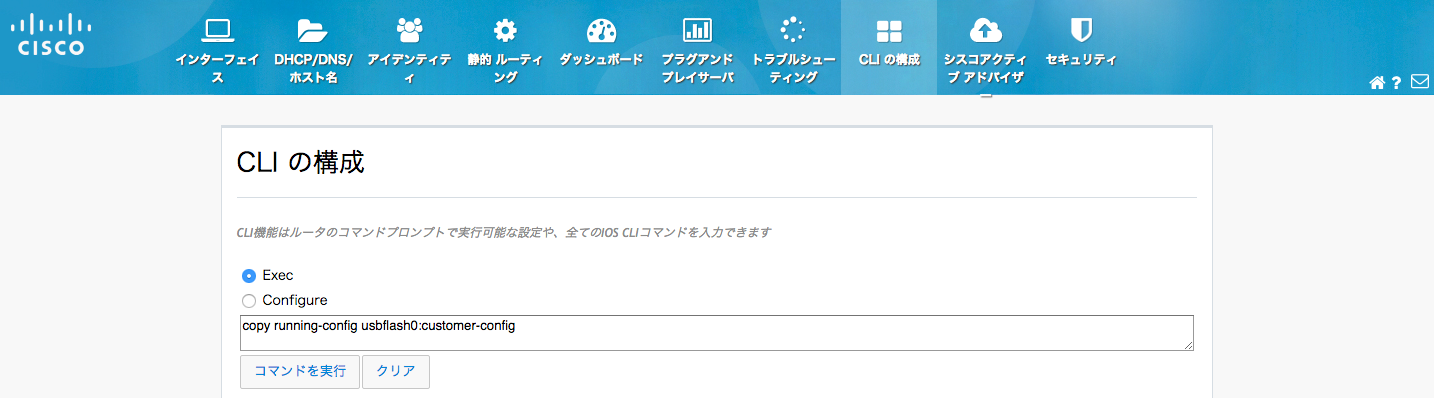 CISCO
インターフェイ
ス
DHCP/DNS/
ホスト名
アイデンティテ
ィ
静的 ルーティ
ング
ダッシュボード
プラグアンド
プレイサーバ
トラブルシュー
ティング
CLI の構成
シスコアクティ
ブ アドバイザ
ー
セキュリティ
?
CLI の構成
CLI機能はルータのコマンドプロンプトで実行可能な設定や、全てのIOS CLIコマンドを入力できます
Exec
Configure
copy running-config usbflash0:customer-config
コマンドを実行
クリア